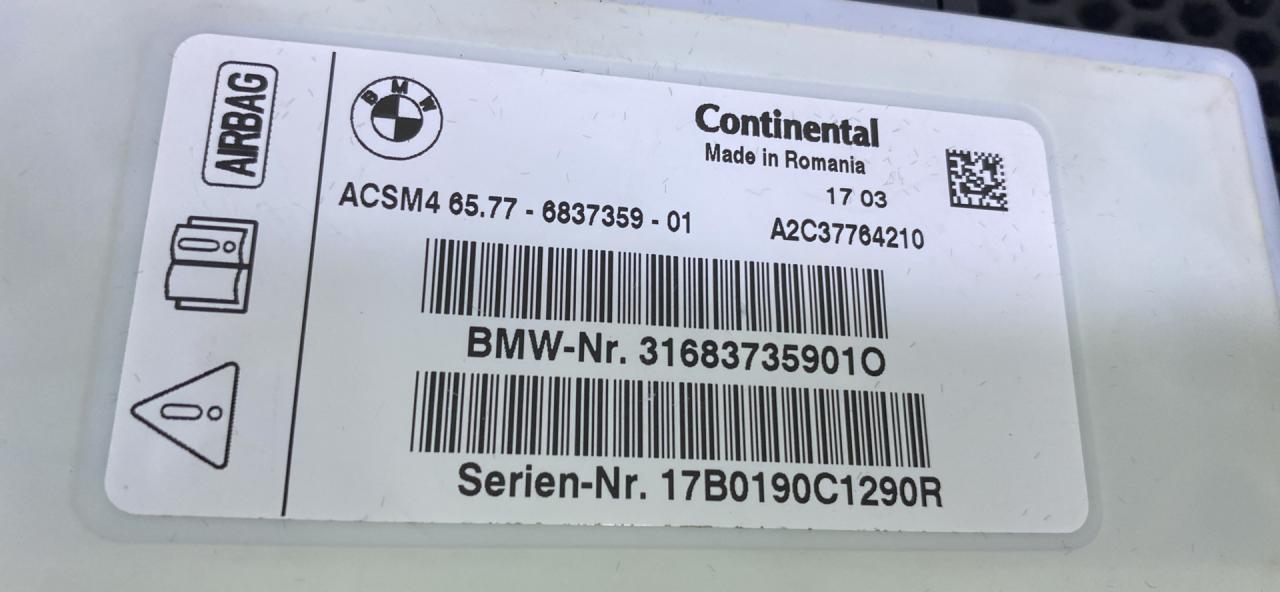 AIRBAG
BMW
Continental
Made in Romania
17 03
ACSM4 65.77 - 6837359 - 01
A2C37764210
BMW-Nr. 31683735901O
Serien-Nr. 17B0190C1290R